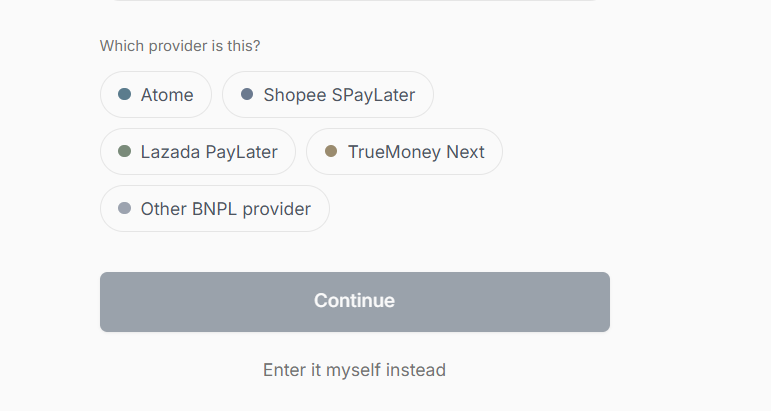 Which provider is this?
Atome
Shopee SPayLater
Lazada PayLater
TrueMoney Next
Other BNPL provider
Continue
Enter it myself instead